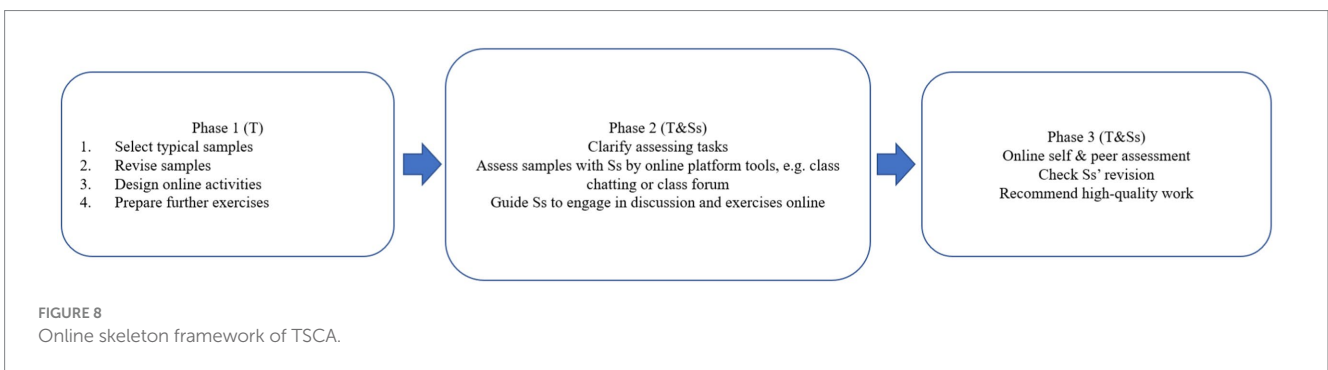 Phase 1 (T)
1. Select typical samples
2. Revise samples
3. Design online activities
4. Prepare further exercises
Phase 2 (T&Ss)
Clarify assessing tasks
Assess samples with Ss by online platform tools, e.g. class
chatting or class forum
Guide Ss to engage in discussion and exercises online
Phase 3 (T&Ss)
Online self & peer assessment
Check Ss’ revision
Recommend high-quality work
FIGURE 8
Online skeleton framework of TSCA.